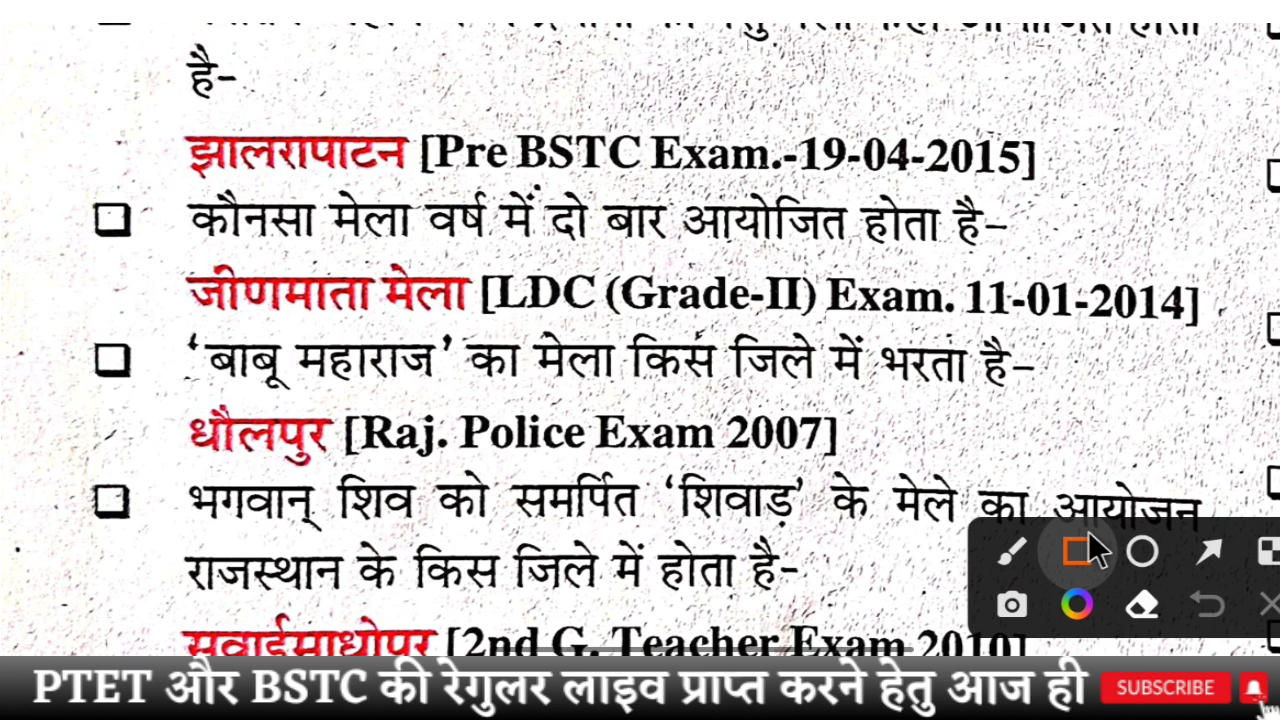 है-
झालरापाटन [Pre BSTC Exam.-19-04-2015]
❑ कौनसा मेला वर्ष में दो बार आयोजित होता है-
जीणमाता मेला [LDC (Grade-II) Exam. 11-01-2014]
❑ ‘बाबू महाराज’ का मेला किस जिले में भरता है-
धौलपुर [Raj. Police Exam 2007]
❑ भगवान् शिव को समर्पित ‘शिवाड़’ के मेले का आयोजन
राजस्थान के किस जिले में होता है-
सवाईमाधोपुर [2nd G. Teacher Exam 2010]
PTET और BSTC की रेगुलर लाइव प्राप्त करने हेतु आज ही SUBSCRIBE